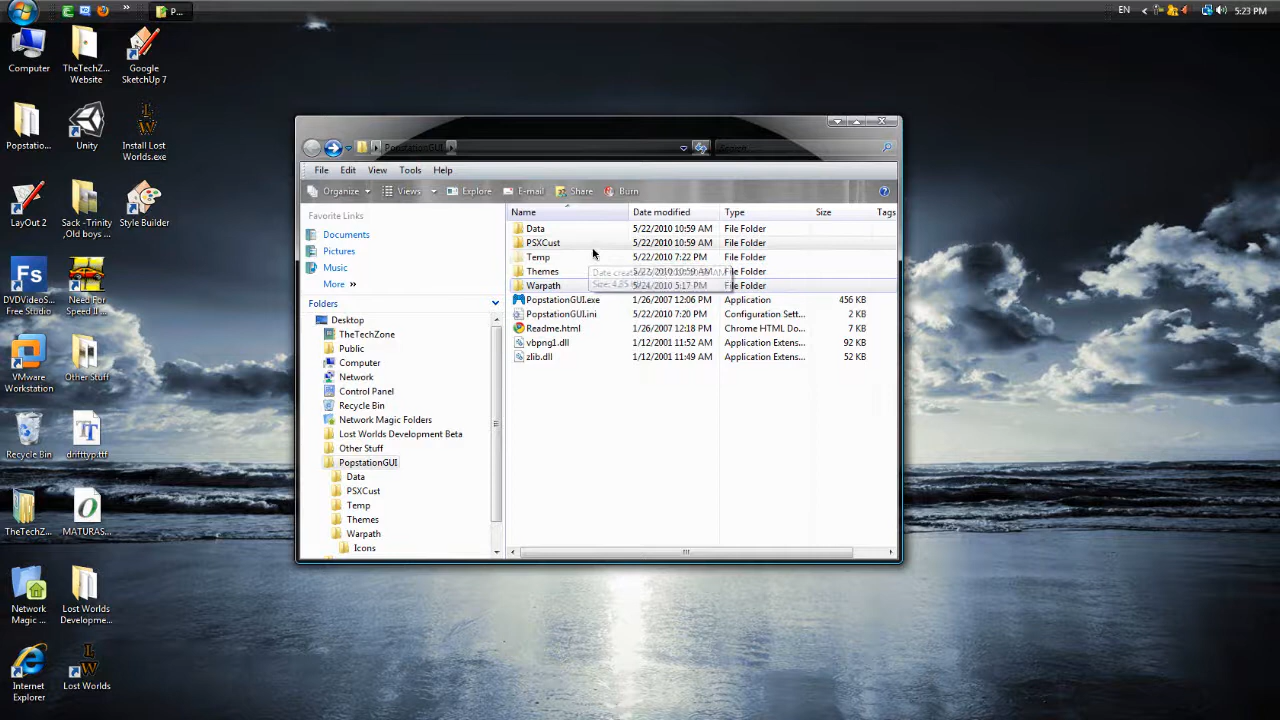 P...
EN
5:23 PM
Computer
TheTechZ...
Website
Google
SketchUp 7
Popstatio...
Unity
Install Lost
Worlds.exe
LayOut 2
Sack -Trinity
,Old boys ...
Style Builder
DVDVideoS...
Free Studio
Need For
Speed II ...
VMware
Workstation
Other Stuff
Recycle Bin
drifttyp.ttf
TheTechZ...
MATURAS...
Network
Magic ...
Lost Worlds
Developme...
Internet
Explorer
Lost Worlds
PopstationGUI
Search
File Edit View Tools Help
Organize Views Explore E-mail Share Burn
Favorite Links
Documents
Pictures
Music
More »
Folders
Desktop
TheTechZone
Public
Computer
Network
Control Panel
Recycle Bin
Network Magic Folders
Lost Worlds Development Beta
Other Stuff
PopstationGUI
Data
PSXCust
Temp
Themes
Warpath
Icons
Name Date modified Type Size Tags
Data 5/22/2010 10:59 AM File Folder
PSXCust 5/22/2010 10:59 AM File Folder
Temp 5/22/2010 7:22 PM File Folder
Themes 5/22/2010 10:59 AM File Folder
Warpath 5/24/2010 5:17 PM File Folder
PopstationGUI.exe 1/26/2007 12:06 PM Application 456 KB
PopstationGUI.ini 5/22/2010 7:20 PM Configuration Sett... 2 KB
Readme.html 1/26/2007 12:18 PM Chrome HTML Do... 7 KB
vbpng1.dll 1/12/2001 11:52 AM Application Extens... 92 KB
zlib.dll 1/12/2001 11:49 AM Application Extens... 52 KB